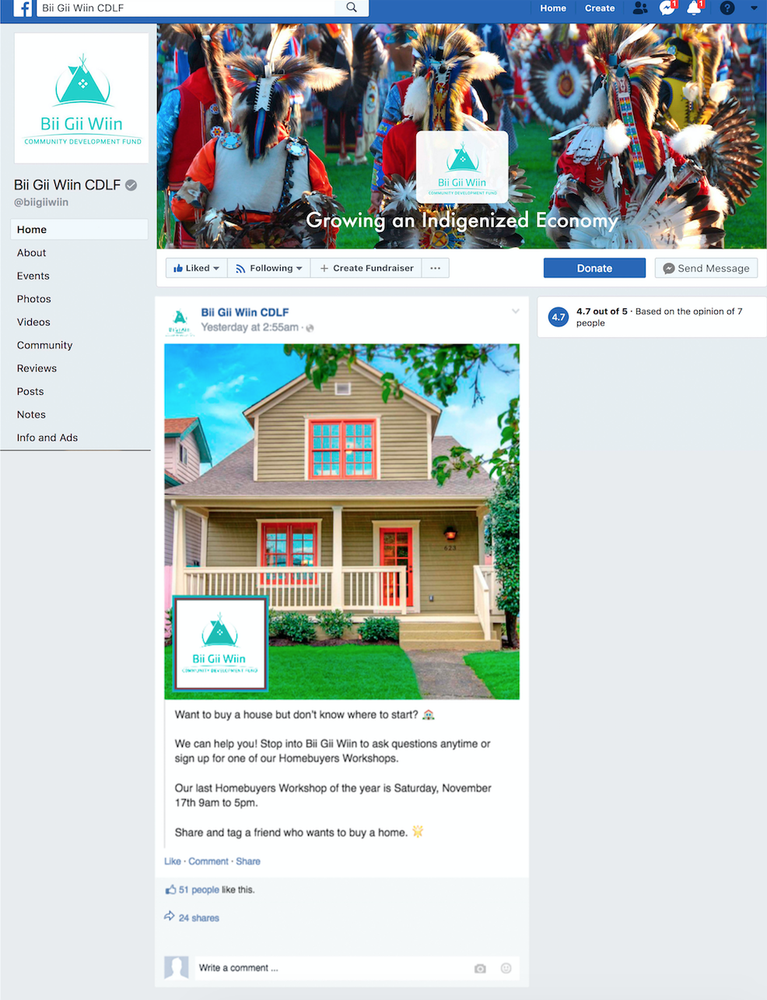 Bii Gii Wiin CDLF
Home
Create
1
1
?
Bii Gii Wiin
COMMUNITY DEVELOPMENT FUND
Bii Gii Wiin CDLF
@biigiiwiin
Home
About
Events
Photos
Videos
Community
Reviews
Posts
Notes
Info and Ads
Bii Gii Wiin
COMMUNITY DEVELOPMENT FUND
Growing an Indigenized Economy
Liked
Following
+ Create Fundraiser
...
Donate
Send Message
Bii Gii Wiin CDLF
Yesterday at 2:55am ·
4.7
4.7 out of 5 · Based on the opinion of 7
people
623
Bii Gii Wiin
COMMUNITY DEVELOPMENT FUND
Want to buy a house but don't know where to start? 🏠
We can help you! Stop into Bii Gii Wiin to ask questions anytime or
sign up for one of our Homebuyers Workshops.
Our last Homebuyers Workshop of the year is Saturday, November
17th 9am to 5pm.
Share and tag a friend who wants to buy a home. 🌟
Like · Comment · Share
51 people like this.
24 shares
Write a comment ...